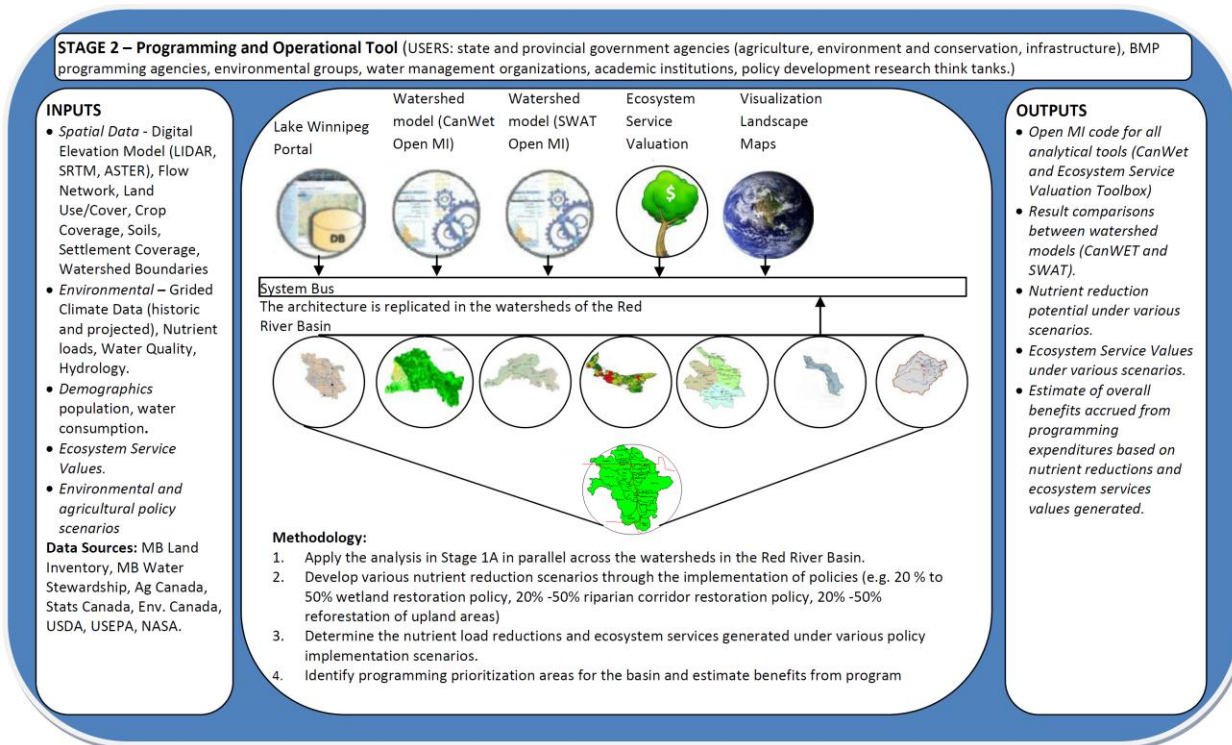 STAGE 2 – Programming and Operational Tool (USERS: state and provincial government agencies (agriculture, environment and conservation, infrastructure), BMP
programming agencies, environmental groups, water management organizations, academic institutions, policy development research think tanks.)
INPUTS
• Spatial Data - Digital
Elevation Model (LIDAR,
SRTM, ASTER), Flow
Network, Land
Use/Cover, Crop
Coverage, Soils,
Settlement Coverage,
Watershed Boundaries
• Environmental – Grided
Climate Data (historic
and projected), Nutrient
loads, Water Quality,
Hydrology.
• Demographics
population, water
consumption.
• Ecosystem Service
Values.
• Environmental and
agricultural policy
scenarios
Data Sources: MB Land
Inventory, MB Water
Stewardship, Ag Canada,
Stats Canada, Env. Canada,
USDA, USEPA, NASA.
Lake Winnipeg
Portal
Watershed
model (CanWet
Open MI)
Watershed
model (SWAT
Open MI)
Ecosystem
Service
Valuation
Visualization
Landscape
Maps
DB
$
System Bus
The architecture is replicated in the watersheds of the Red
River Basin
Methodology:
1. Apply the analysis in Stage 1A in parallel across the watersheds in the Red River Basin.
2. Develop various nutrient reduction scenarios through the implementation of policies (e.g. 20 % to
50% wetland restoration policy, 20% -50% riparian corridor restoration policy, 20% -50%
reforestation of upland areas)
3. Determine the nutrient load reductions and ecosystem services generated under various policy
implementation scenarios.
4. Identify programming prioritization areas for the basin and estimate benefits from program
OUTPUTS
• Open MI code for all
analytical tools (CanWet
and Ecosystem Service
Valuation Toolbox)
• Result comparisons
between watershed
models (CanWET and
SWAT).
• Nutrient reduction
potential under various
scenarios.
• Ecosystem Service Values
under various scenarios.
• Estimate of overall
benefits accrued from
programming
expenditures based on
nutrient reductions and
ecosystem services
values generated.